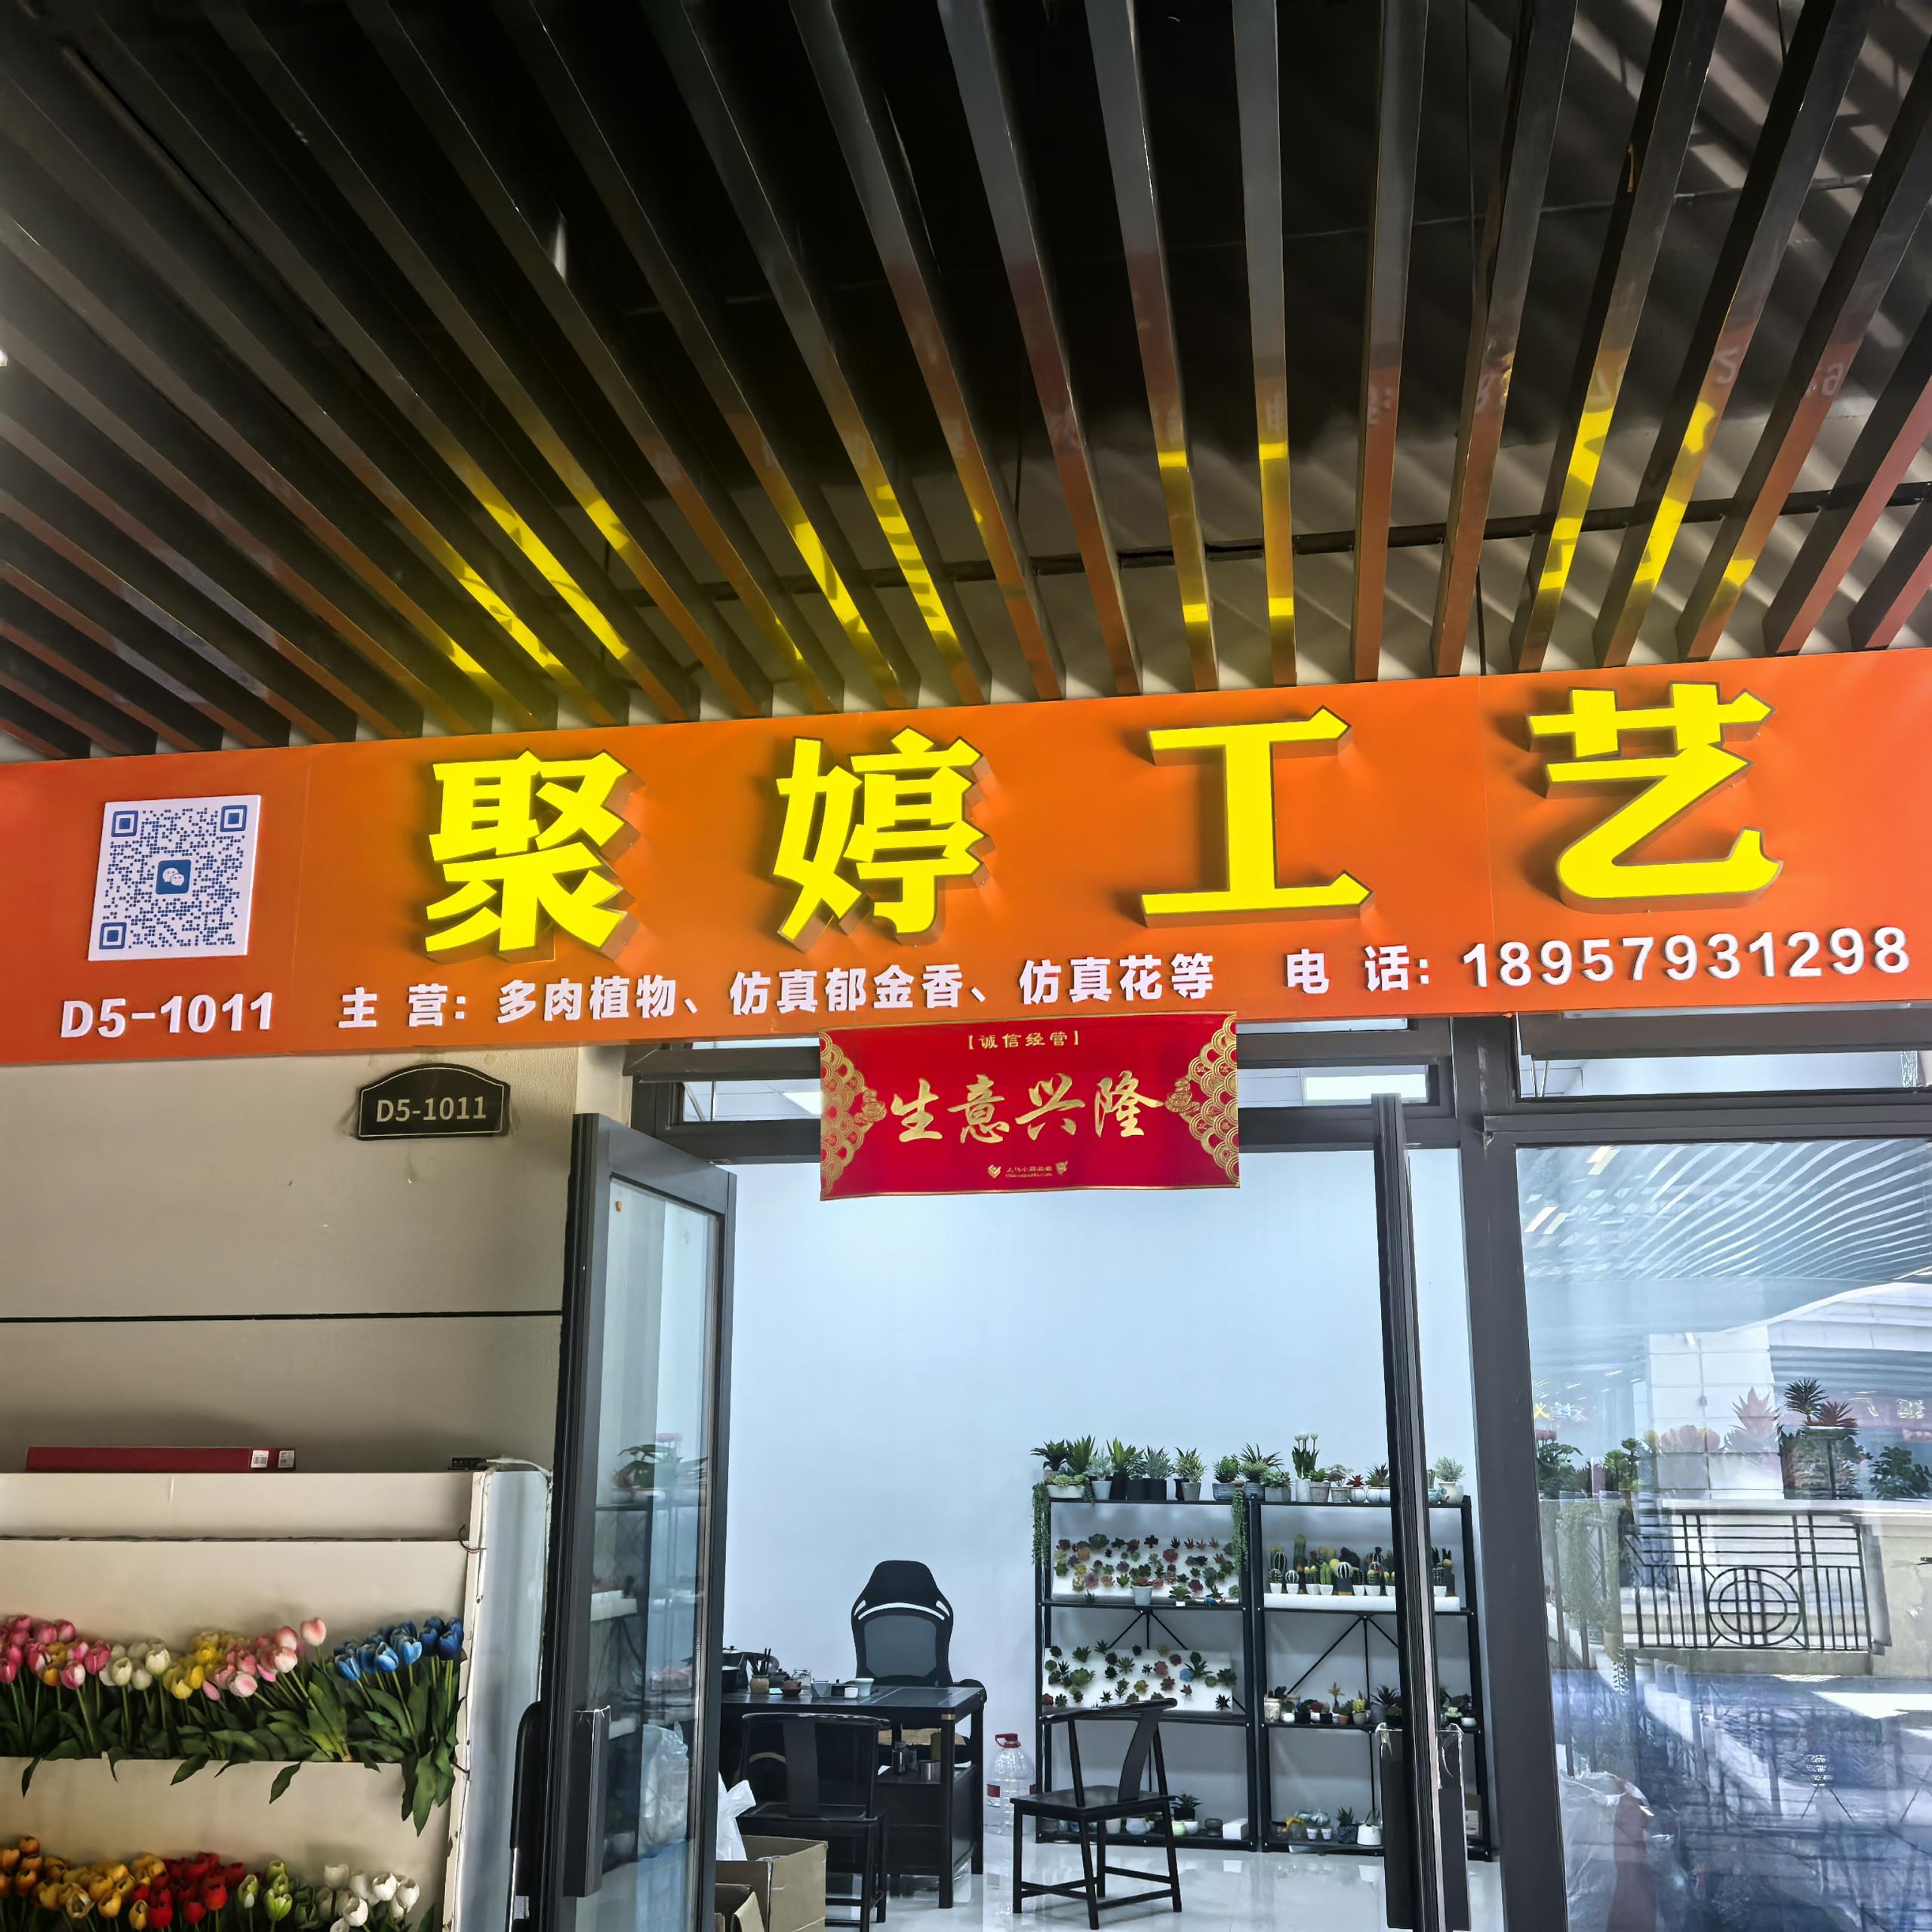 聚婷工艺
D5-1011 主 营: 多肉植物、仿真郁金香、仿真花等 电 话: 18957931298
【诚信经营】
D5-1011
生意兴隆